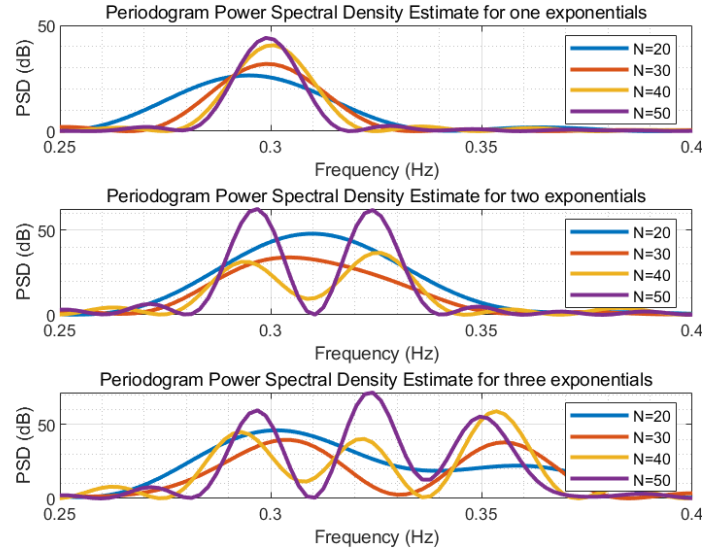 Periodogram Power Spectral Density Estimate for one exponentials
50
0
PSD (dB)
N=20
N=30
N=40
N=50
0.25 0.3 0.35 0.4
Frequency (Hz)
Periodogram Power Spectral Density Estimate for two exponentials
50
0
PSD (dB)
N=20
N=30
N=40
N=50
0.25 0.3 0.35 0.4
Frequency (Hz)
Periodogram Power Spectral Density Estimate for three exponentials
50
0
PSD (dB)
N=20
N=30
N=40
N=50
0.25 0.3 0.35 0.4
Frequency (Hz)